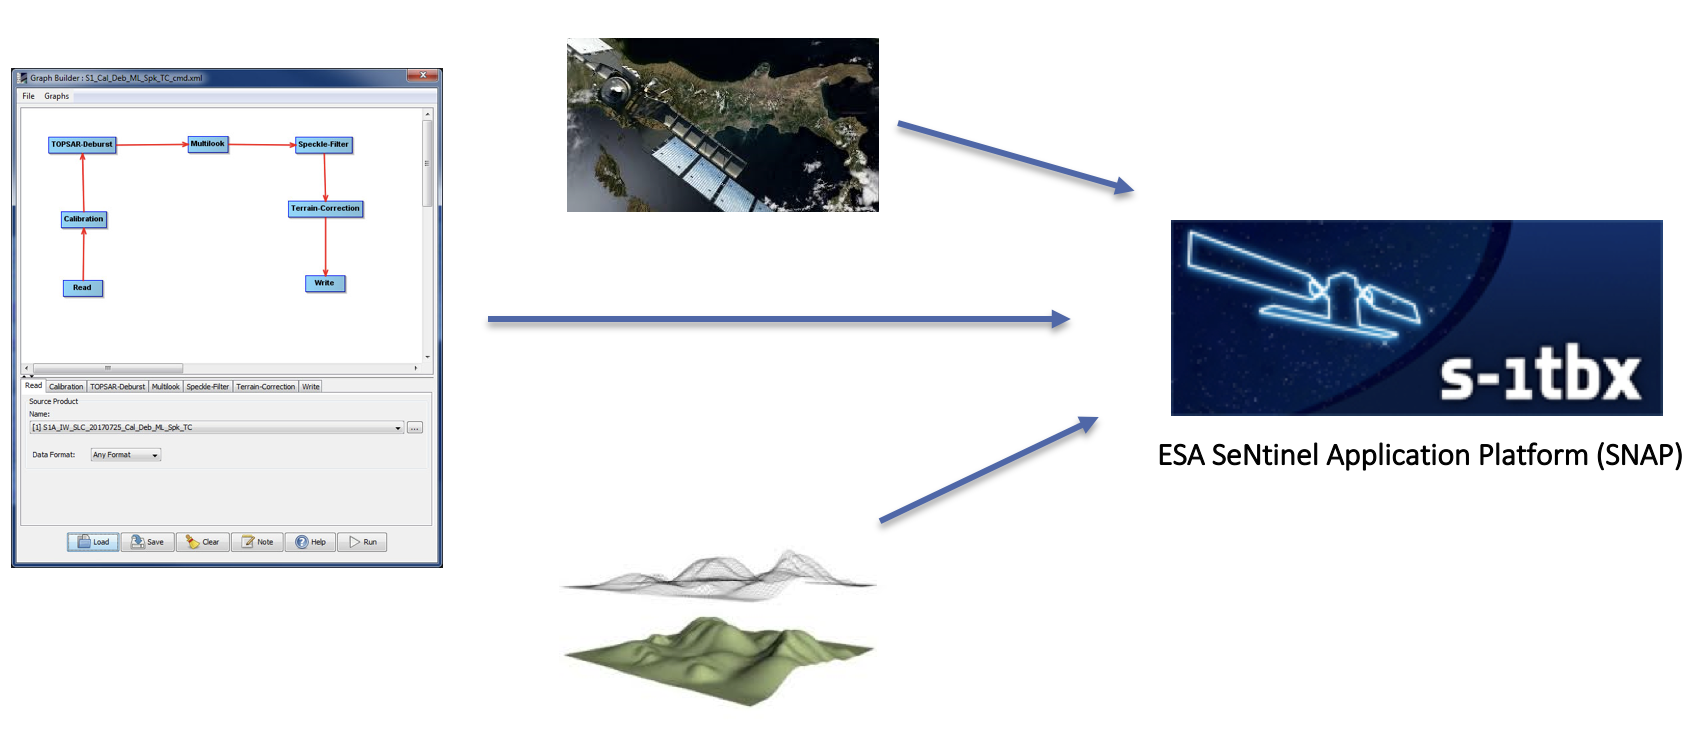 Graph Builder : S1_Cal_Deb_ML_Spk_TC_cmd.xml
File Graphs
TOPSAR-Deburst
Multilook
Speckle-Filter
Calibration
Terrain-Correction
Read
Write
Read Calibration TOPSAR-Deburst Multilook Speckle-Filter Terrain-Correction Write
Source Product
Name:
[1] S1A_IW_SLC_20170725_Cal_Deb_ML_Spk_TC
...
Data Format: Any Format
Load Save Clear Note Help Run
s-1tbx
ESA SeNtinel Application Platform (SNAP)